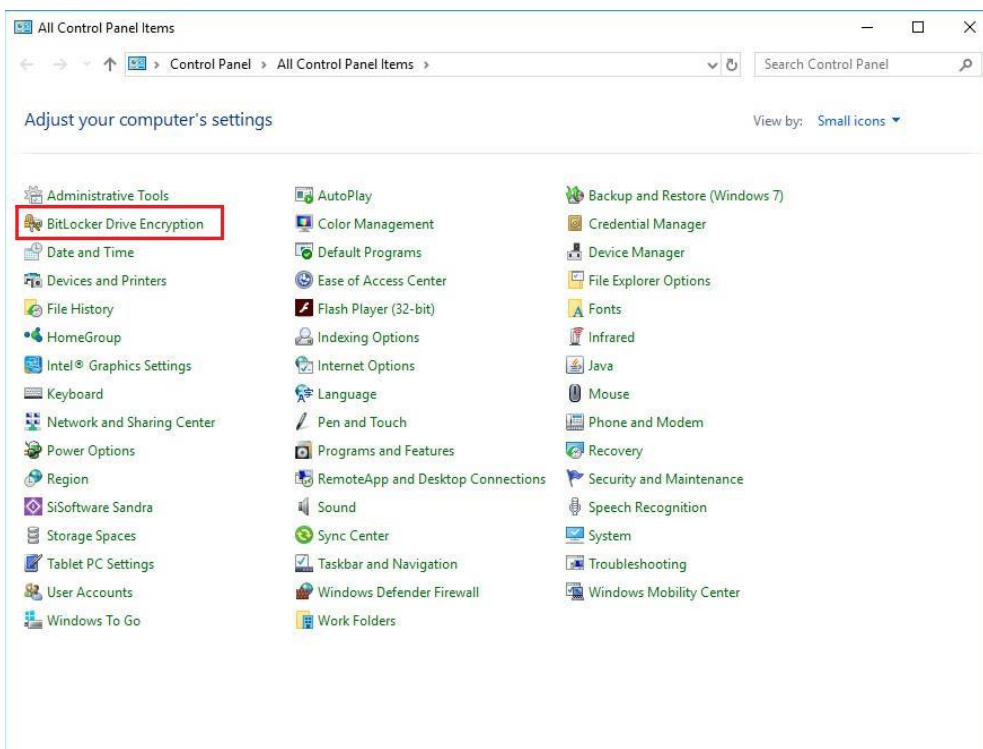 All Control Panel Items
Control Panel > All Control Panel Items >
Search Control Panel
Adjust your computer's settings
View by: Small icons
Administrative Tools
BitLocker Drive Encryption
Date and Time
Devices and Printers
File History
HomeGroup
Intel® Graphics Settings
Keyboard
Network and Sharing Center
Power Options
Region
SiSoftware Sandra
Storage Spaces
Tablet PC Settings
User Accounts
Windows To Go
AutoPlay
Color Management
Default Programs
Ease of Access Center
Flash Player (32-bit)
Indexing Options
Internet Options
Language
Pen and Touch
Programs and Features
RemoteApp and Desktop Connections
Sound
Sync Center
Taskbar and Navigation
Windows Defender Firewall
Work Folders
Backup and Restore (Windows 7)
Credential Manager
Device Manager
File Explorer Options
Fonts
Infrared
Java
Mouse
Phone and Modem
Recovery
Security and Maintenance
Speech Recognition
System
Troubleshooting
Windows Mobility Center